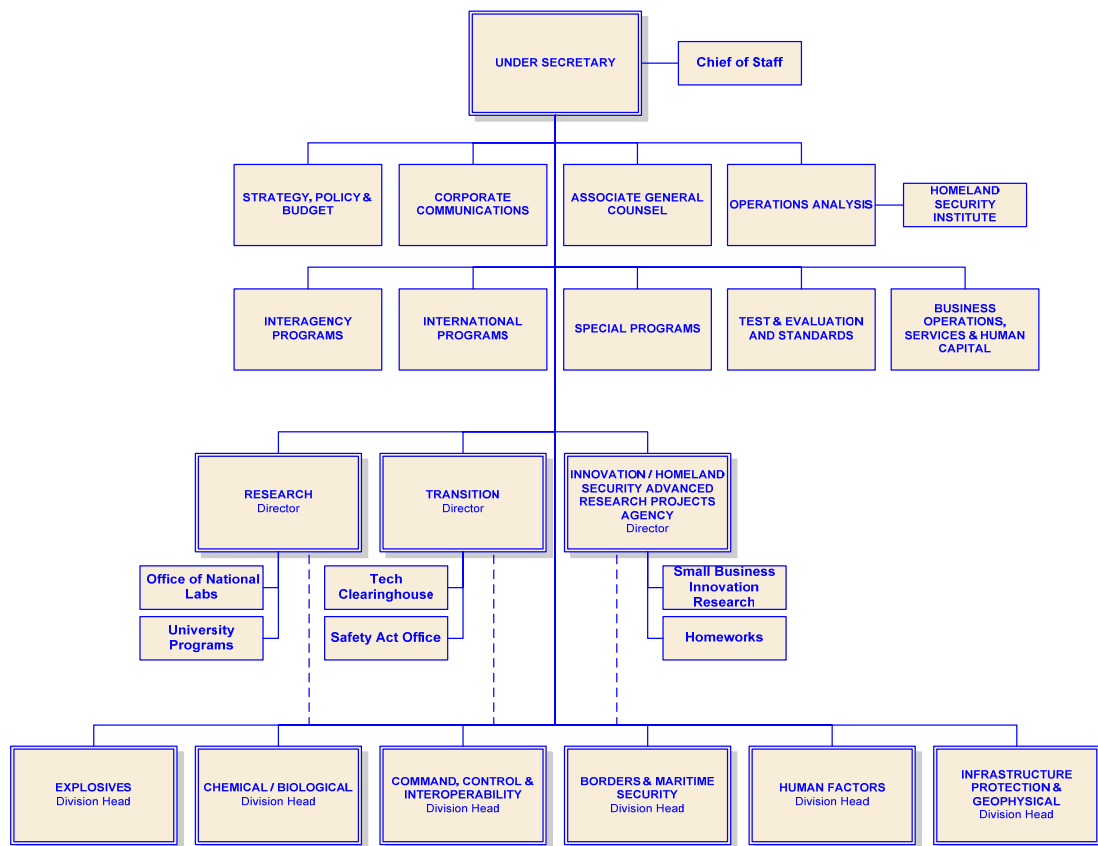 UNDER SECRETARY
Chief of Staff
STRATEGY, POLICY &
BUDGET
CORPORATE
COMMUNICATIONS
ASSOCIATE GENERAL
COUNSEL
OPERATIONS ANALYSIS
HOMELAND
SECURITY
INSTITUTE
INTERAGENCY
PROGRAMS
INTERNATIONAL
PROGRAMS
SPECIAL PROGRAMS
TEST & EVALUATION
AND STANDARDS
BUSINESS
OPERATIONS,
SERVICES & HUMAN
CAPITAL
RESEARCH
Director
TRANSITION
Director
INNOVATION / HOMELAND
SECURITY ADVANCED
RESEARCH PROJECTS
AGENCY
Director
Office of National
Labs
University
Programs
Tech
Clearinghouse
Safety Act Office
Small Business
Innovation
Research
Homeworks
EXPLOSIVES
Division Head
CHEMICAL / BIOLOGICAL
Division Head
COMMAND, CONTROL &
INTEROPERABILITY
Division Head
BORDERS & MARITIME
SECURITY
Division Head
HUMAN FACTORS
Division Head
INFRASTRUCTURE
PROTECTION &
GEOPHYSICAL
Division Head